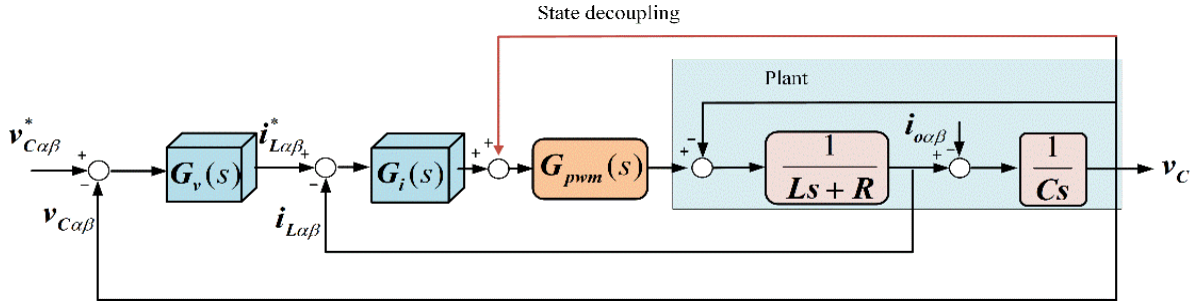 State decoupling
Plant
v*Cαβ
+
−
Gv(s)
i*Lαβ
+
−
Gi(s)
+
+
Gpwm(s)
+
−
1
Ls + R
ioαβ
+
−
1
Cs
vC
vCαβ
iLαβ